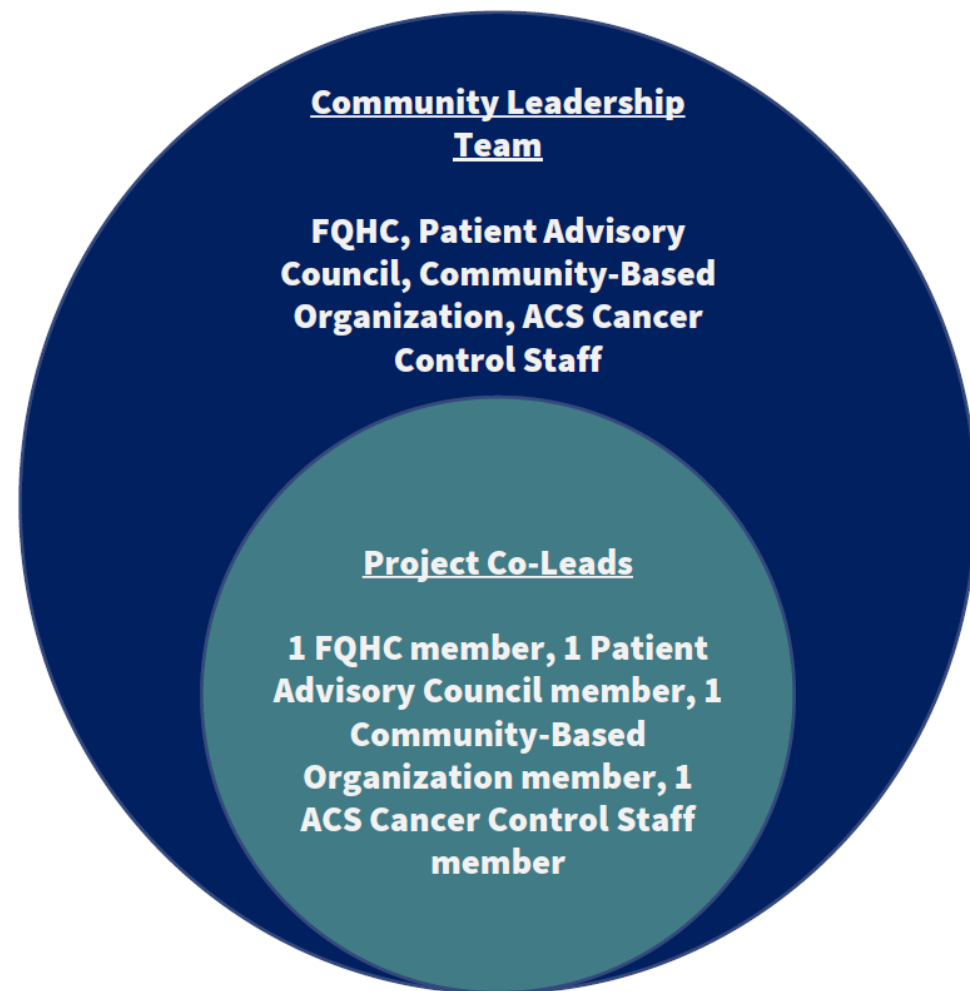 Community Leadership
Team
FQHC, Patient Advisory
Council, Community-Based
Organization, ACS Cancer
Control Staff
Project Co-Leads
1 FQHC member, 1 Patient
Advisory Council member, 1
Community-Based
Organization member, 1
ACS Cancer Control Staff
member